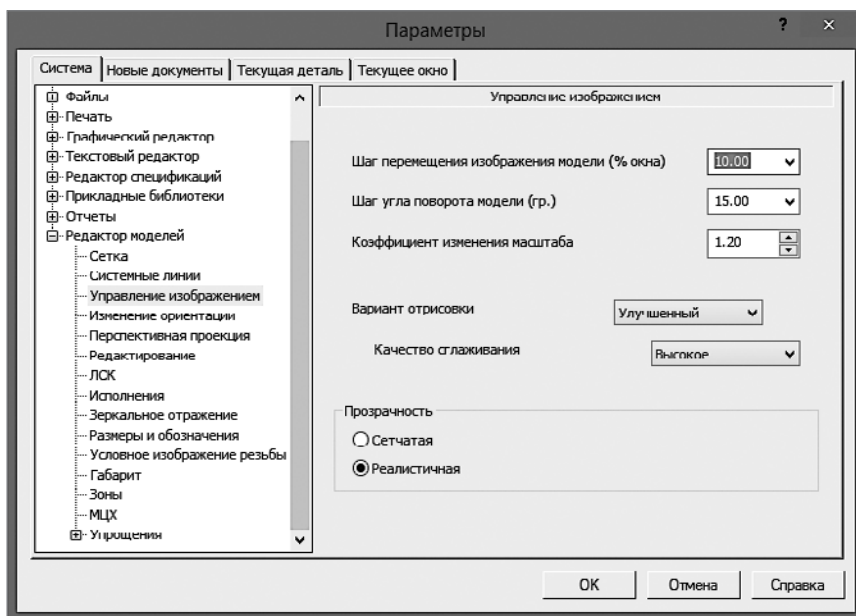 Параметры
? ×
Система Новые документы Текущая деталь Текущее окно
Файлы
Печать
Графический редактор
Текстовый редактор
Редактор спецификаций
Прикладные библиотеки
Отчеты
Редактор моделей
Сетка
Системные линии
Управление изображением
Изменение ориентации
Перспективная проекция
Редактирование
ЛСК
Исполнения
Зеркальное отражение
Размеры и обозначения
Условное изображение резьбы
Габарит
Зоны
МЦХ
Упрощения
Управление изображением
Шаг перемещения изображения модели (% окна) 10.00
Шаг угла поворота модели (гр.) 15.00
Коэффициент изменения масштаба 1.20
Вариант отрисовки Улучшенный
Качество сглаживания Высокое
Прозрачность
Сетчатая
Реалистичная
ОК Отмена Справка